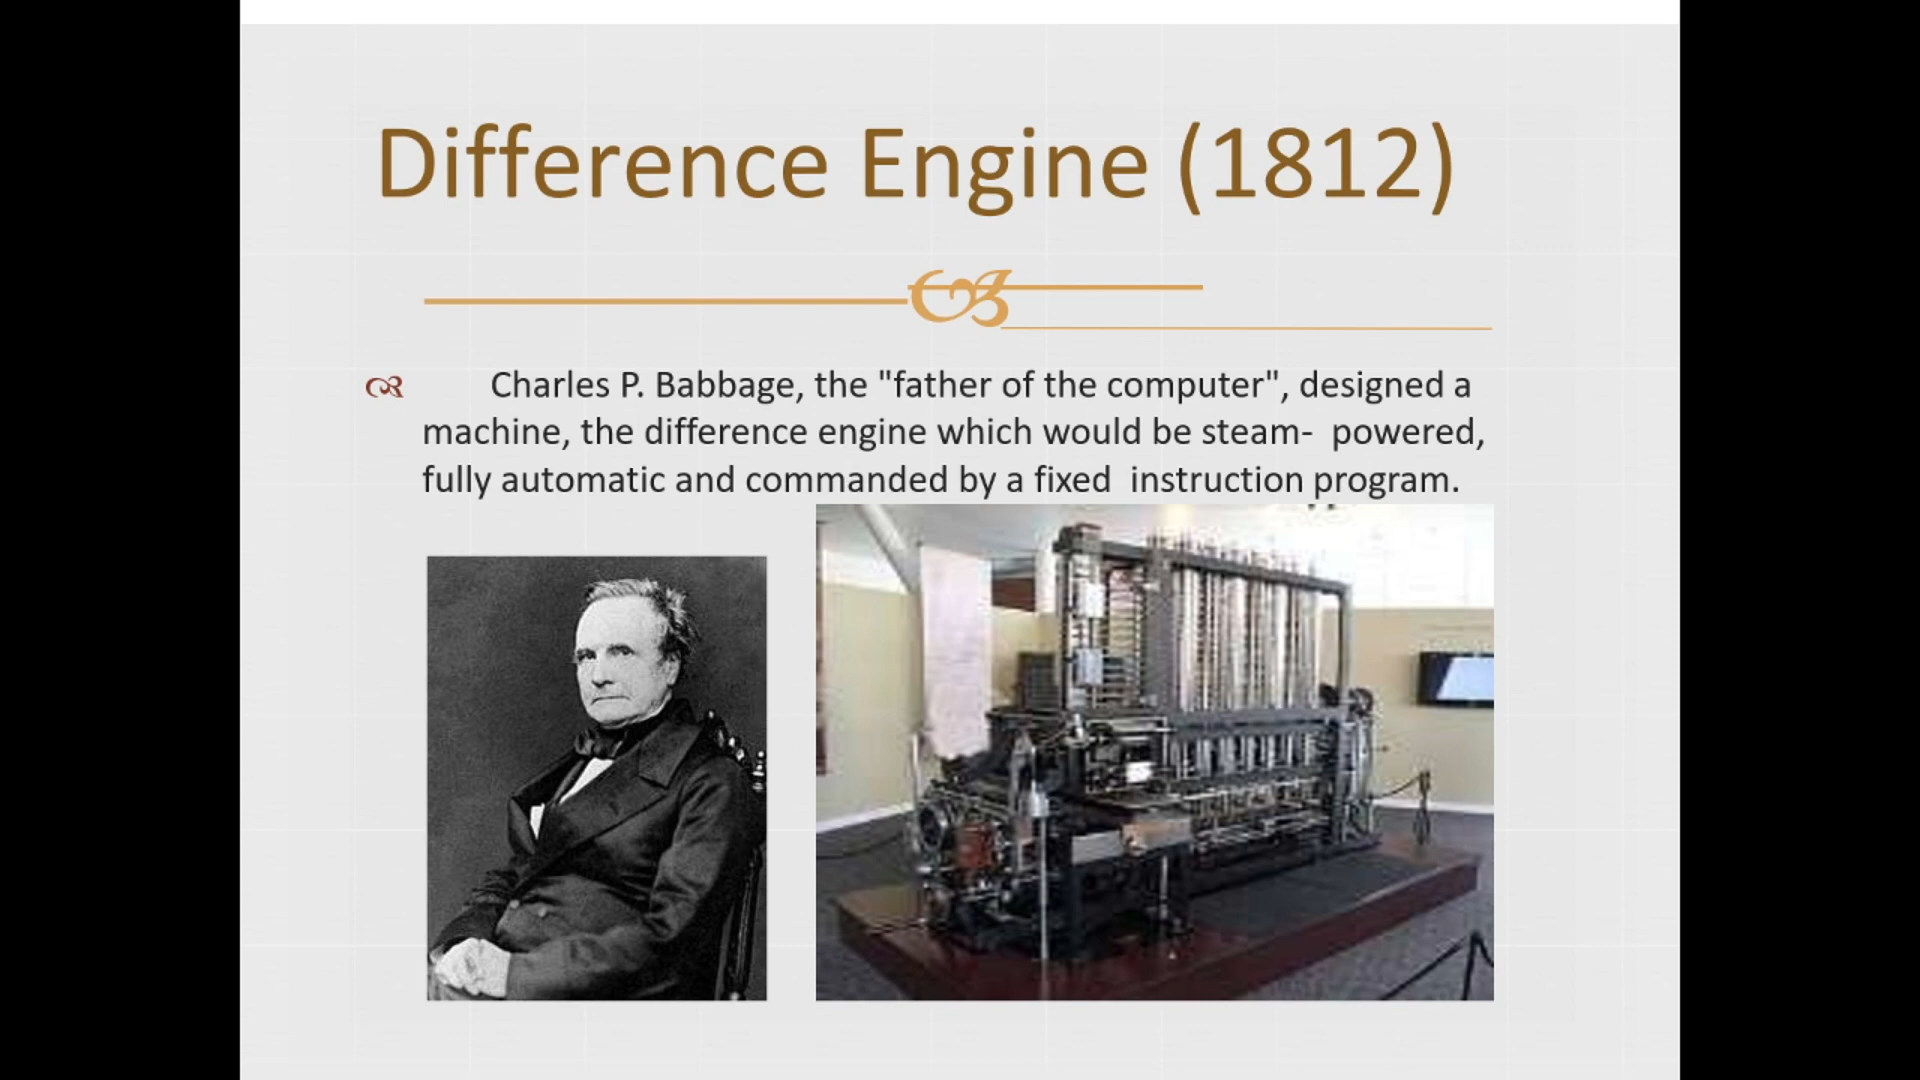 Difference Engine (1812)
Charles P. Babbage, the "father of the computer", designed a
machine, the difference engine which would be steam-  powered,
fully automatic and commanded by a fixed  instruction program.